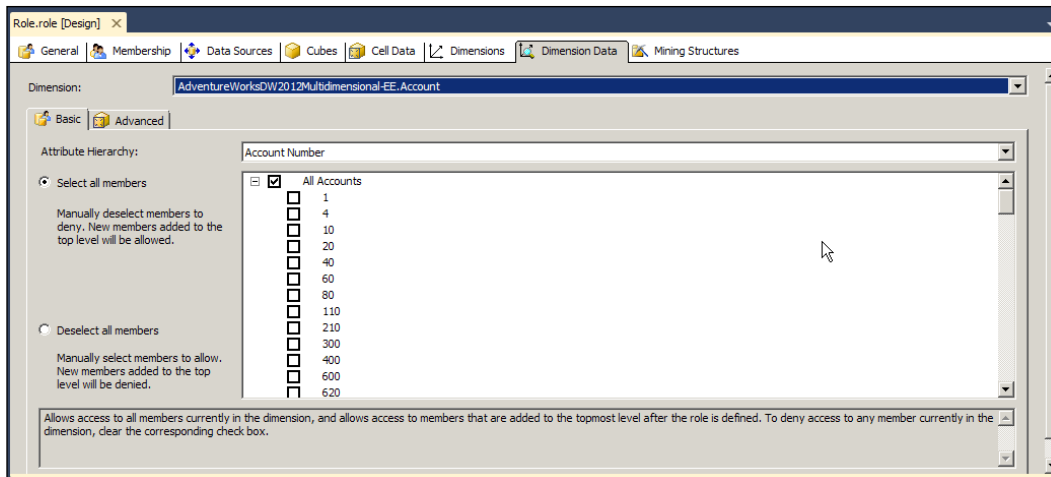 Role.role [Design]
General Membership Data Sources Cubes Cell Data Dimensions Dimension Data Mining Structures
Dimension: AdventureWorksDW2012Multidimensional-EE.Account
Basic Advanced
Attribute Hierarchy: Account Number
Select all members
Manually deselect members to
deny. New members added to the
top level will be allowed.
Deselect all members
Manually select members to allow.
New members added to the top
level will be denied.
All Accounts
1
4
10
20
40
60
80
110
210
300
400
600
620
Allows access to all members currently in the dimension, and allows access to members that are added to the topmost level after the role is defined. To deny access to any member currently in the
dimension, clear the corresponding check box.